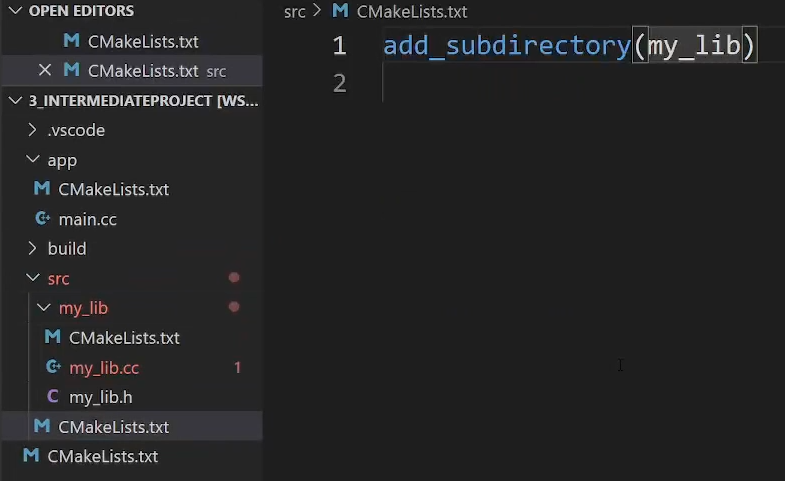 OPEN EDITORS
CMakeLists.txt
CMakeLists.txt src
3_INTERMEDIATEPROJECT [WS...
.vscode
app
CMakeLists.txt
main.cc
build
src
my_lib
CMakeLists.txt
my_lib.cc 1
my_lib.h
CMakeLists.txt
CMakeLists.txt
src > CMakeLists.txt
1 add_subdirectory(my_lib)
2